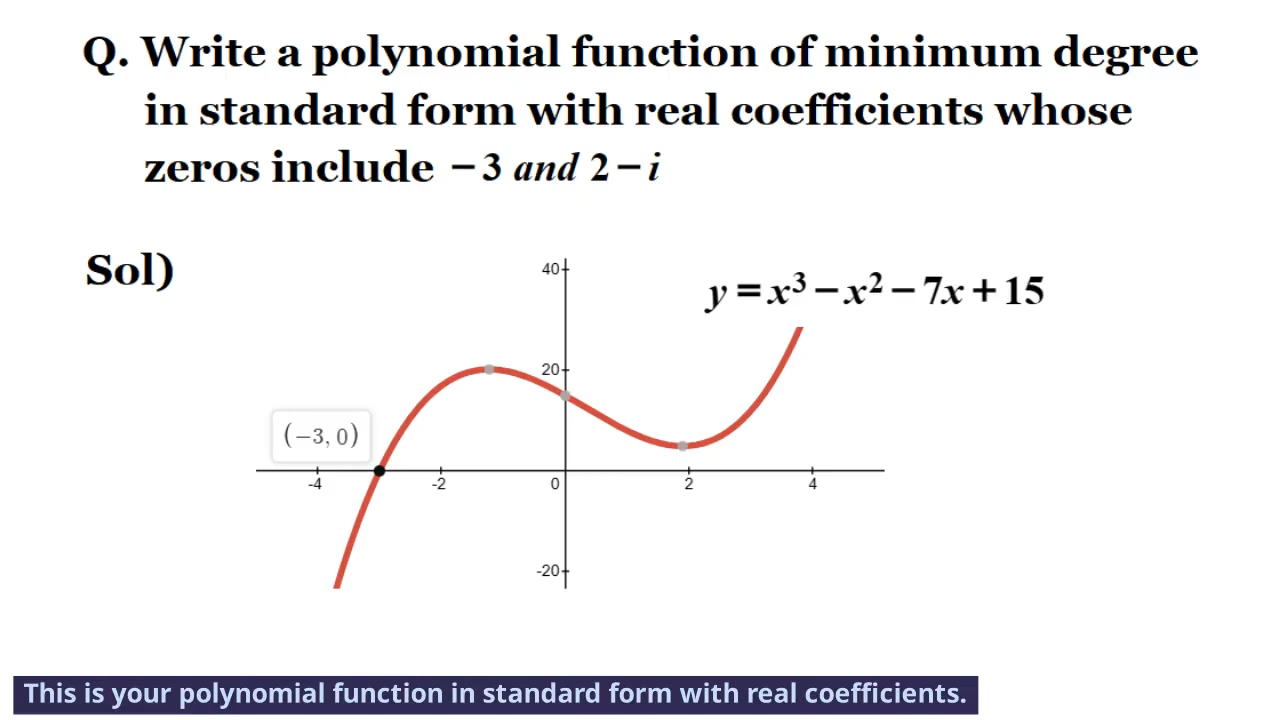 Q. Write a polynomial function of minimum degree
in standard form with real coefficients whose
zeros include −3 and 2−i
Sol)
y = x³ − x² − 7x + 15
40
20
(−3, 0)
-4 -2 0 2 4
-20
This is your polynomial function in standard form with real coefficients.